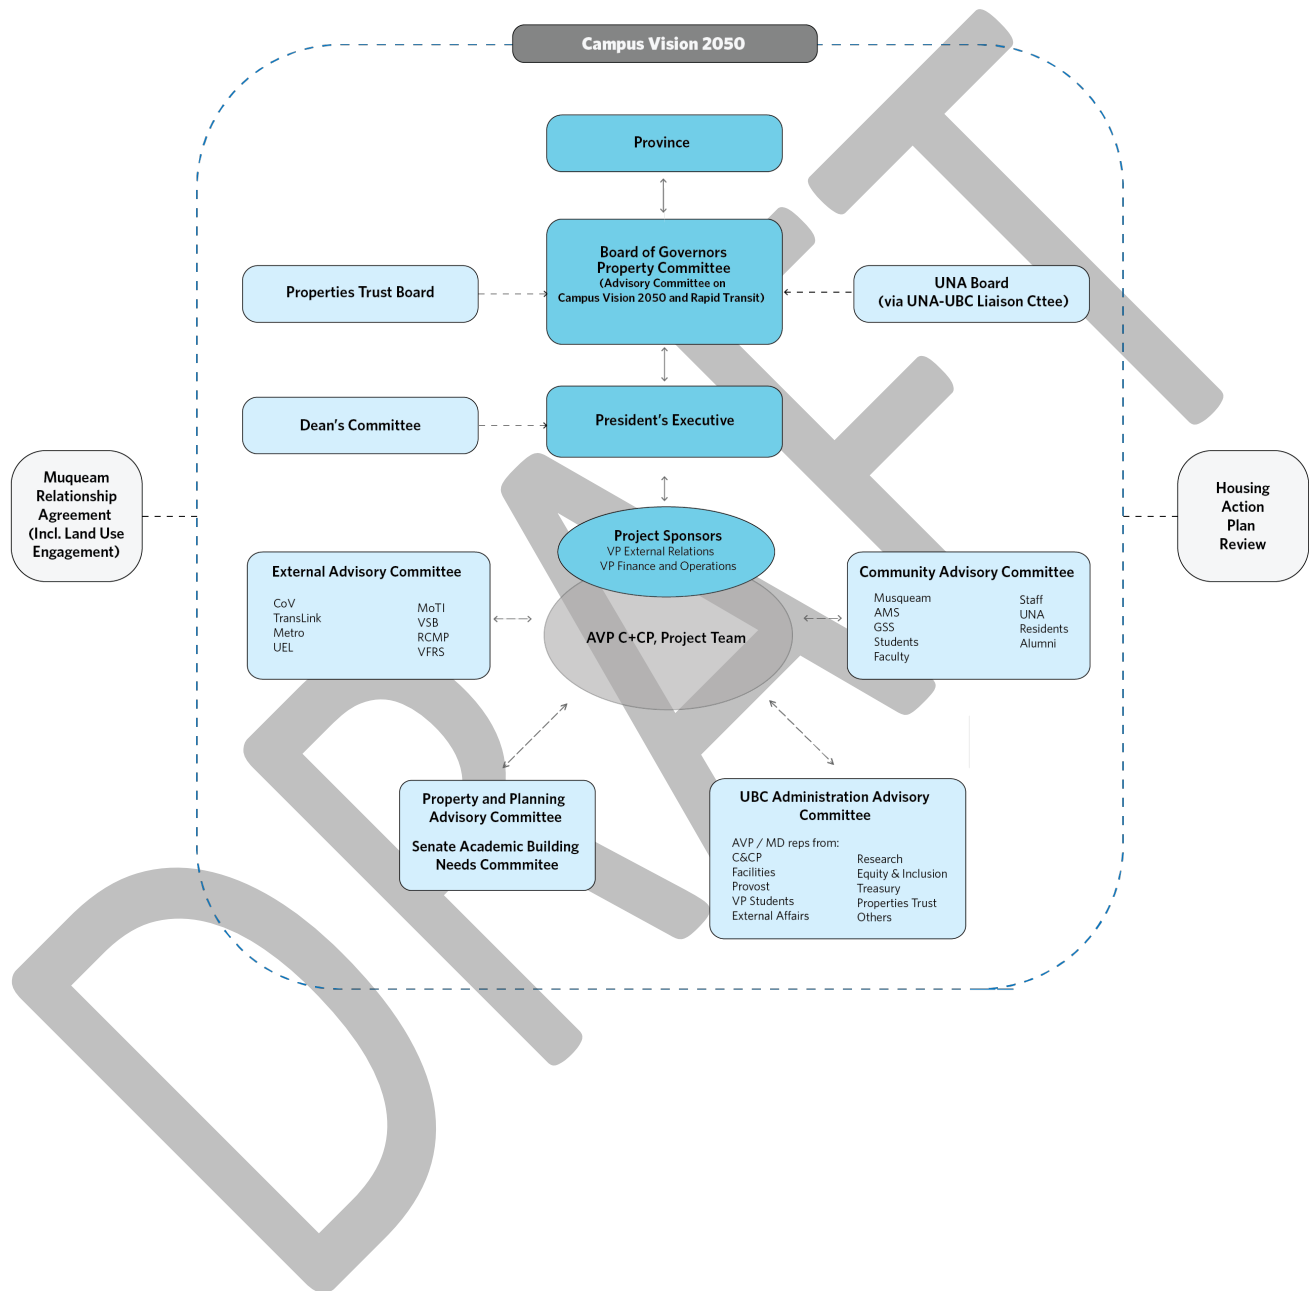 Campus Vision 2050
Province
Board of Governors
Property Committee
(Advisory Committee on
Campus Vision 2050 and Rapid Transit)
Properties Trust Board
UNA Board
(via UNA-UBC Liaison Cttee)
Dean's Committee
President's Executive
Muqueam
Relationship
Agreement
(Incl. Land Use
Engagement)
Housing
Action
Plan
Review
Project Sponsors
VP External Relations
VP Finance and Operations
AVP C+CP, Project Team
External Advisory Committee
CoV
TransLink
Metro
UEL
MoTI
VSB
RCMP
VFRS
Community Advisory Committee
Musqueam
AMS
GSS
Students
Faculty
Staff
UNA
Residents
Alumni
Property and Planning
Advisory Committee
Senate Academic Building
Needs Commmitee
UBC Administration Advisory
Committee
AVP / MD reps from:
C&CP
Facilities
Provost
VP Students
External Affairs
Research
Equity & Inclusion
Treasury
Properties Trust
Others
DRAFT